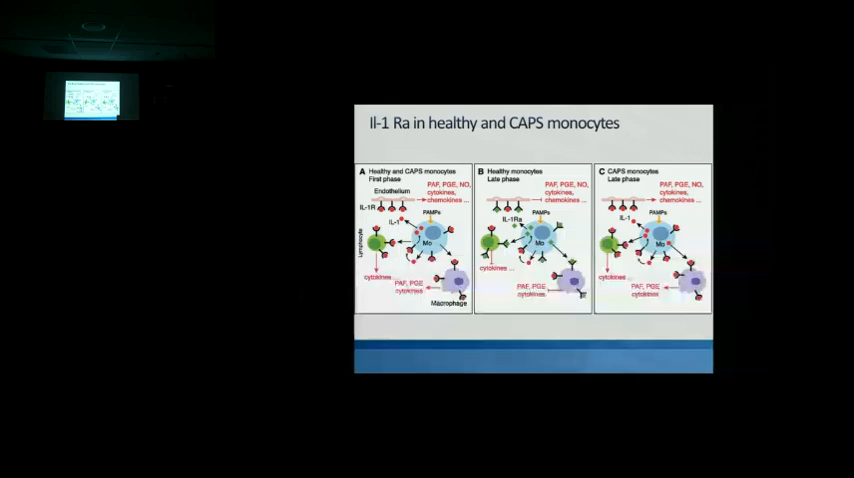 Il-1 Ra in healthy and CAPS monocytes
A Healthy and CAPS monocytes
First phase
Endothelium
PAF, PGE, NO,
cytokines,
chemokines ...
IL-1R
IL-1
PAMPs
Lymphocyte
Mo
cytokines
PAF, PGE
cytokines
Macrophage
B Healthy monocytes
Late phase
PAF, PGE, NO,
cytokines,
chemokines ...
IL-1Ra
PAMPs
Mo
cytokines ...
PAF, PGE
cytokines,
C CAPS monocytes
Late phase
PAF, PGE, NO,
cytokines,
chemokines ...
IL-1
PAMPs
Mo
cytokines
PAF, PGE
cytokines